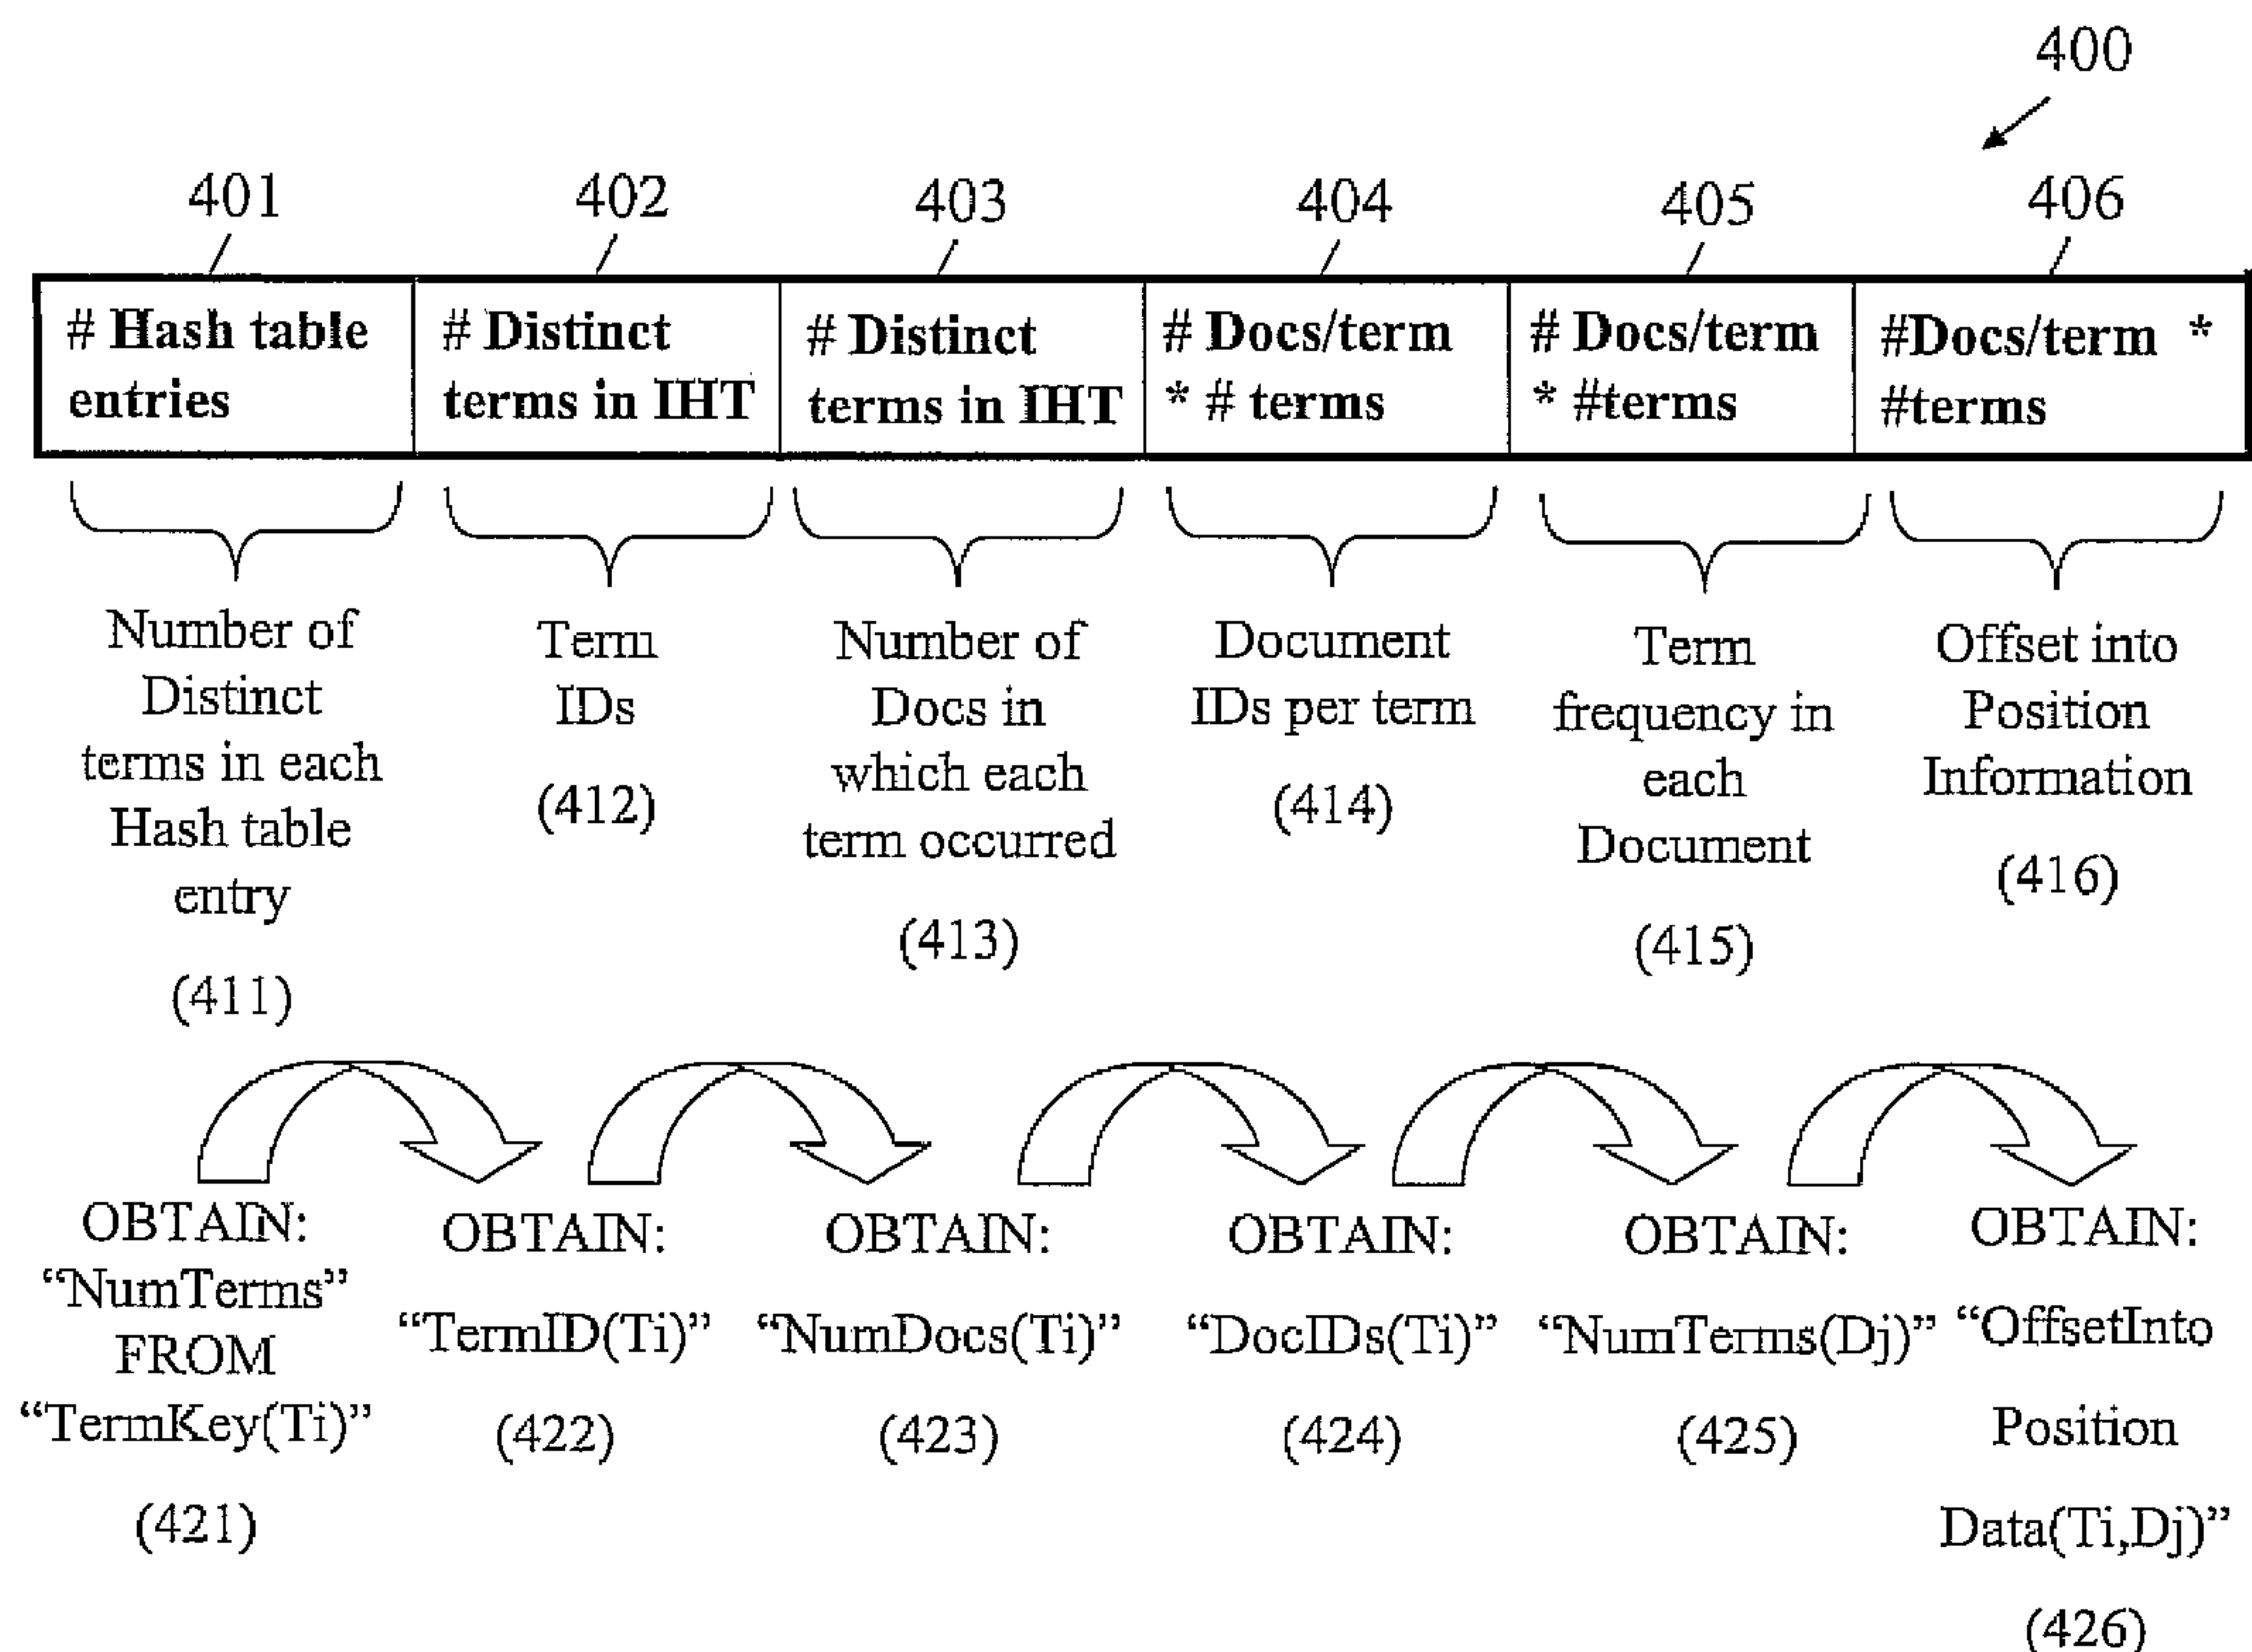 400
401
402
403
404
405
406
# Hash table
entries
# Distinct
terms in IHT
# Distinct
terms in IHT
# Docs/term
* # terms
# Docs/term
* #terms
#Docs/term *
#terms
Number of
Distinct
terms in each
Hash table
entry
(411)
Term
IDs
(412)
Number of
Docs in
which each
term occurred
(413)
Document
IDs per term
(414)
Term
frequency in
each
Document
(415)
Offset into
Position
Information
(416)
OBTAIN:
“NumTerms”
FROM
“TermKey(Ti)”
(421)
OBTAIN:
“TermID(Ti)”
(422)
OBTAIN:
“NumDocs(Ti)”
(423)
OBTAIN:
“DocIDs(Ti)”
(424)
OBTAIN:
“NumTerms(Dj)”
(425)
OBTAIN:
“OffsetInto
Position
Data(Ti,Dj)”
(426)